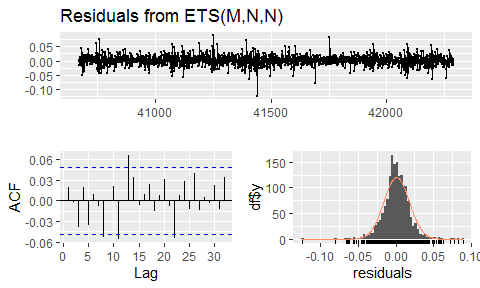 Residuals from ETS(M,N,N)
0.05
0.00
-0.05
-0.10
41000
41500
42000
0.06
0.03
0.00
-0.03
-0.06
ACF
0 5 10 15 20 25 30
Lag
150
100
50
0
df$y
-0.10 -0.05 0.00 0.05 0.10
residuals